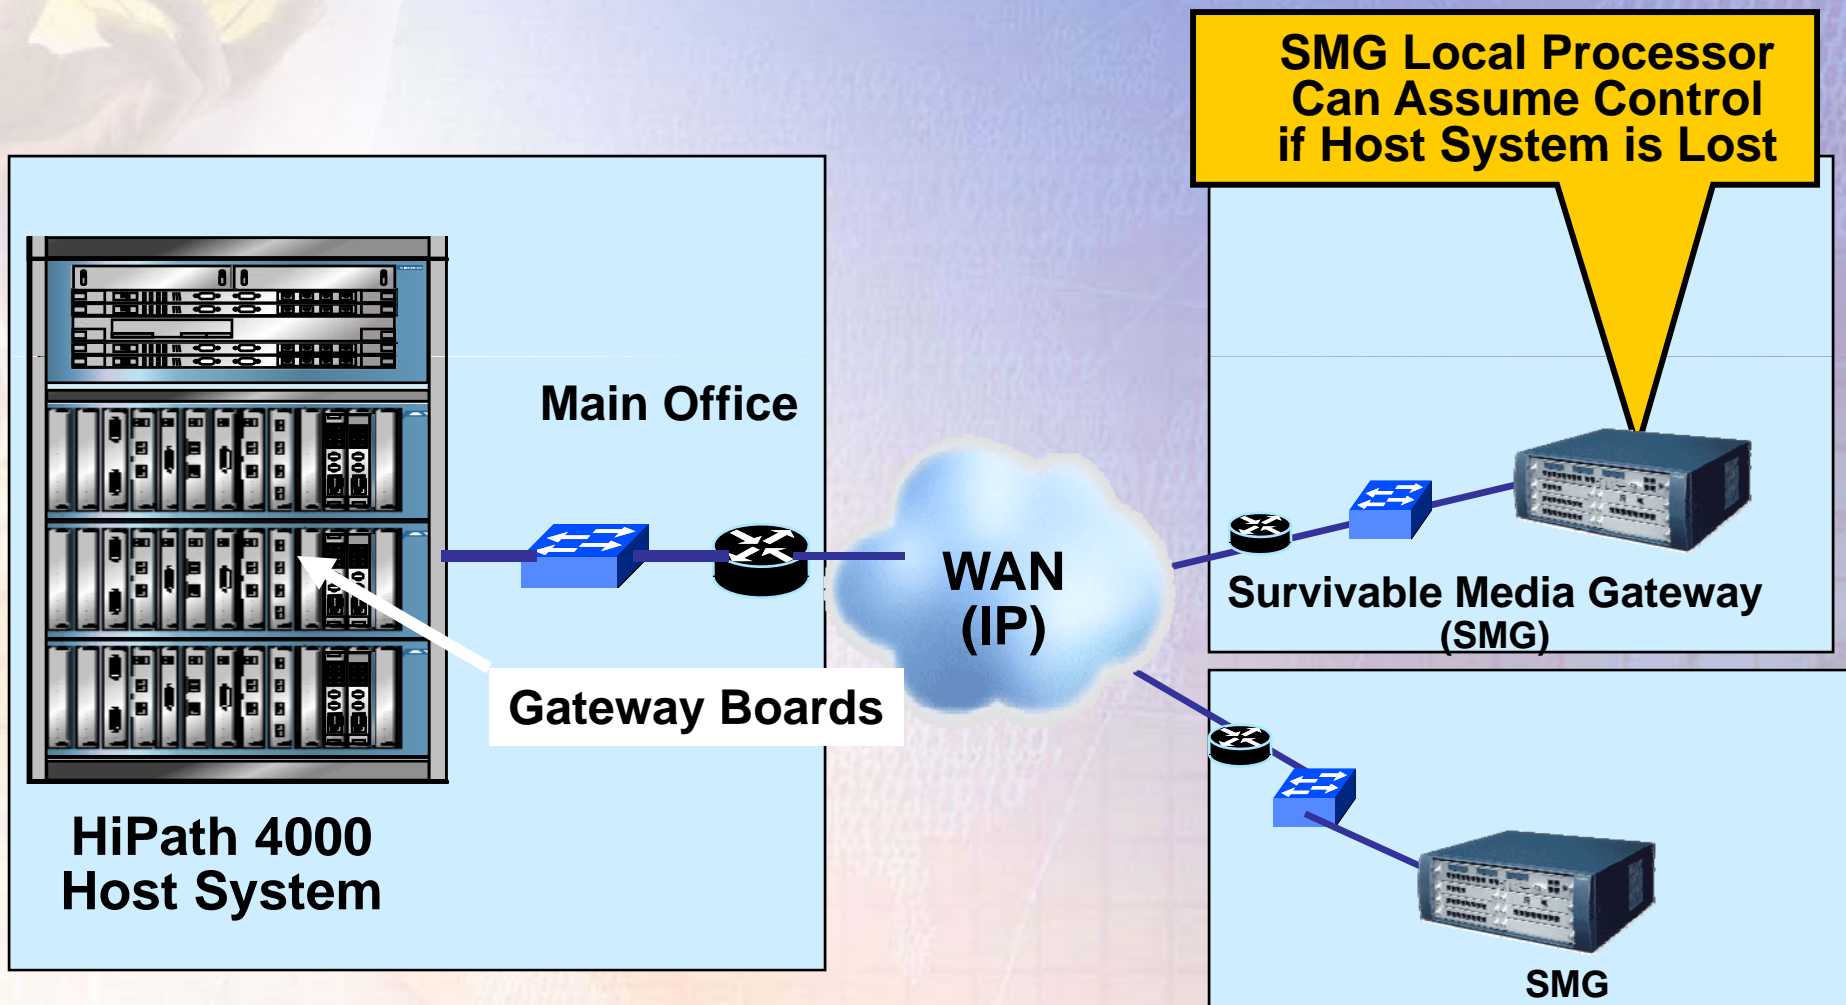 SMG Local Processor
Can Assume Control
if Host System is Lost
Main Office
WAN
(IP)
Survivable Media Gateway
(SMG)
Gateway Boards
HiPath 4000
Host System
SMG